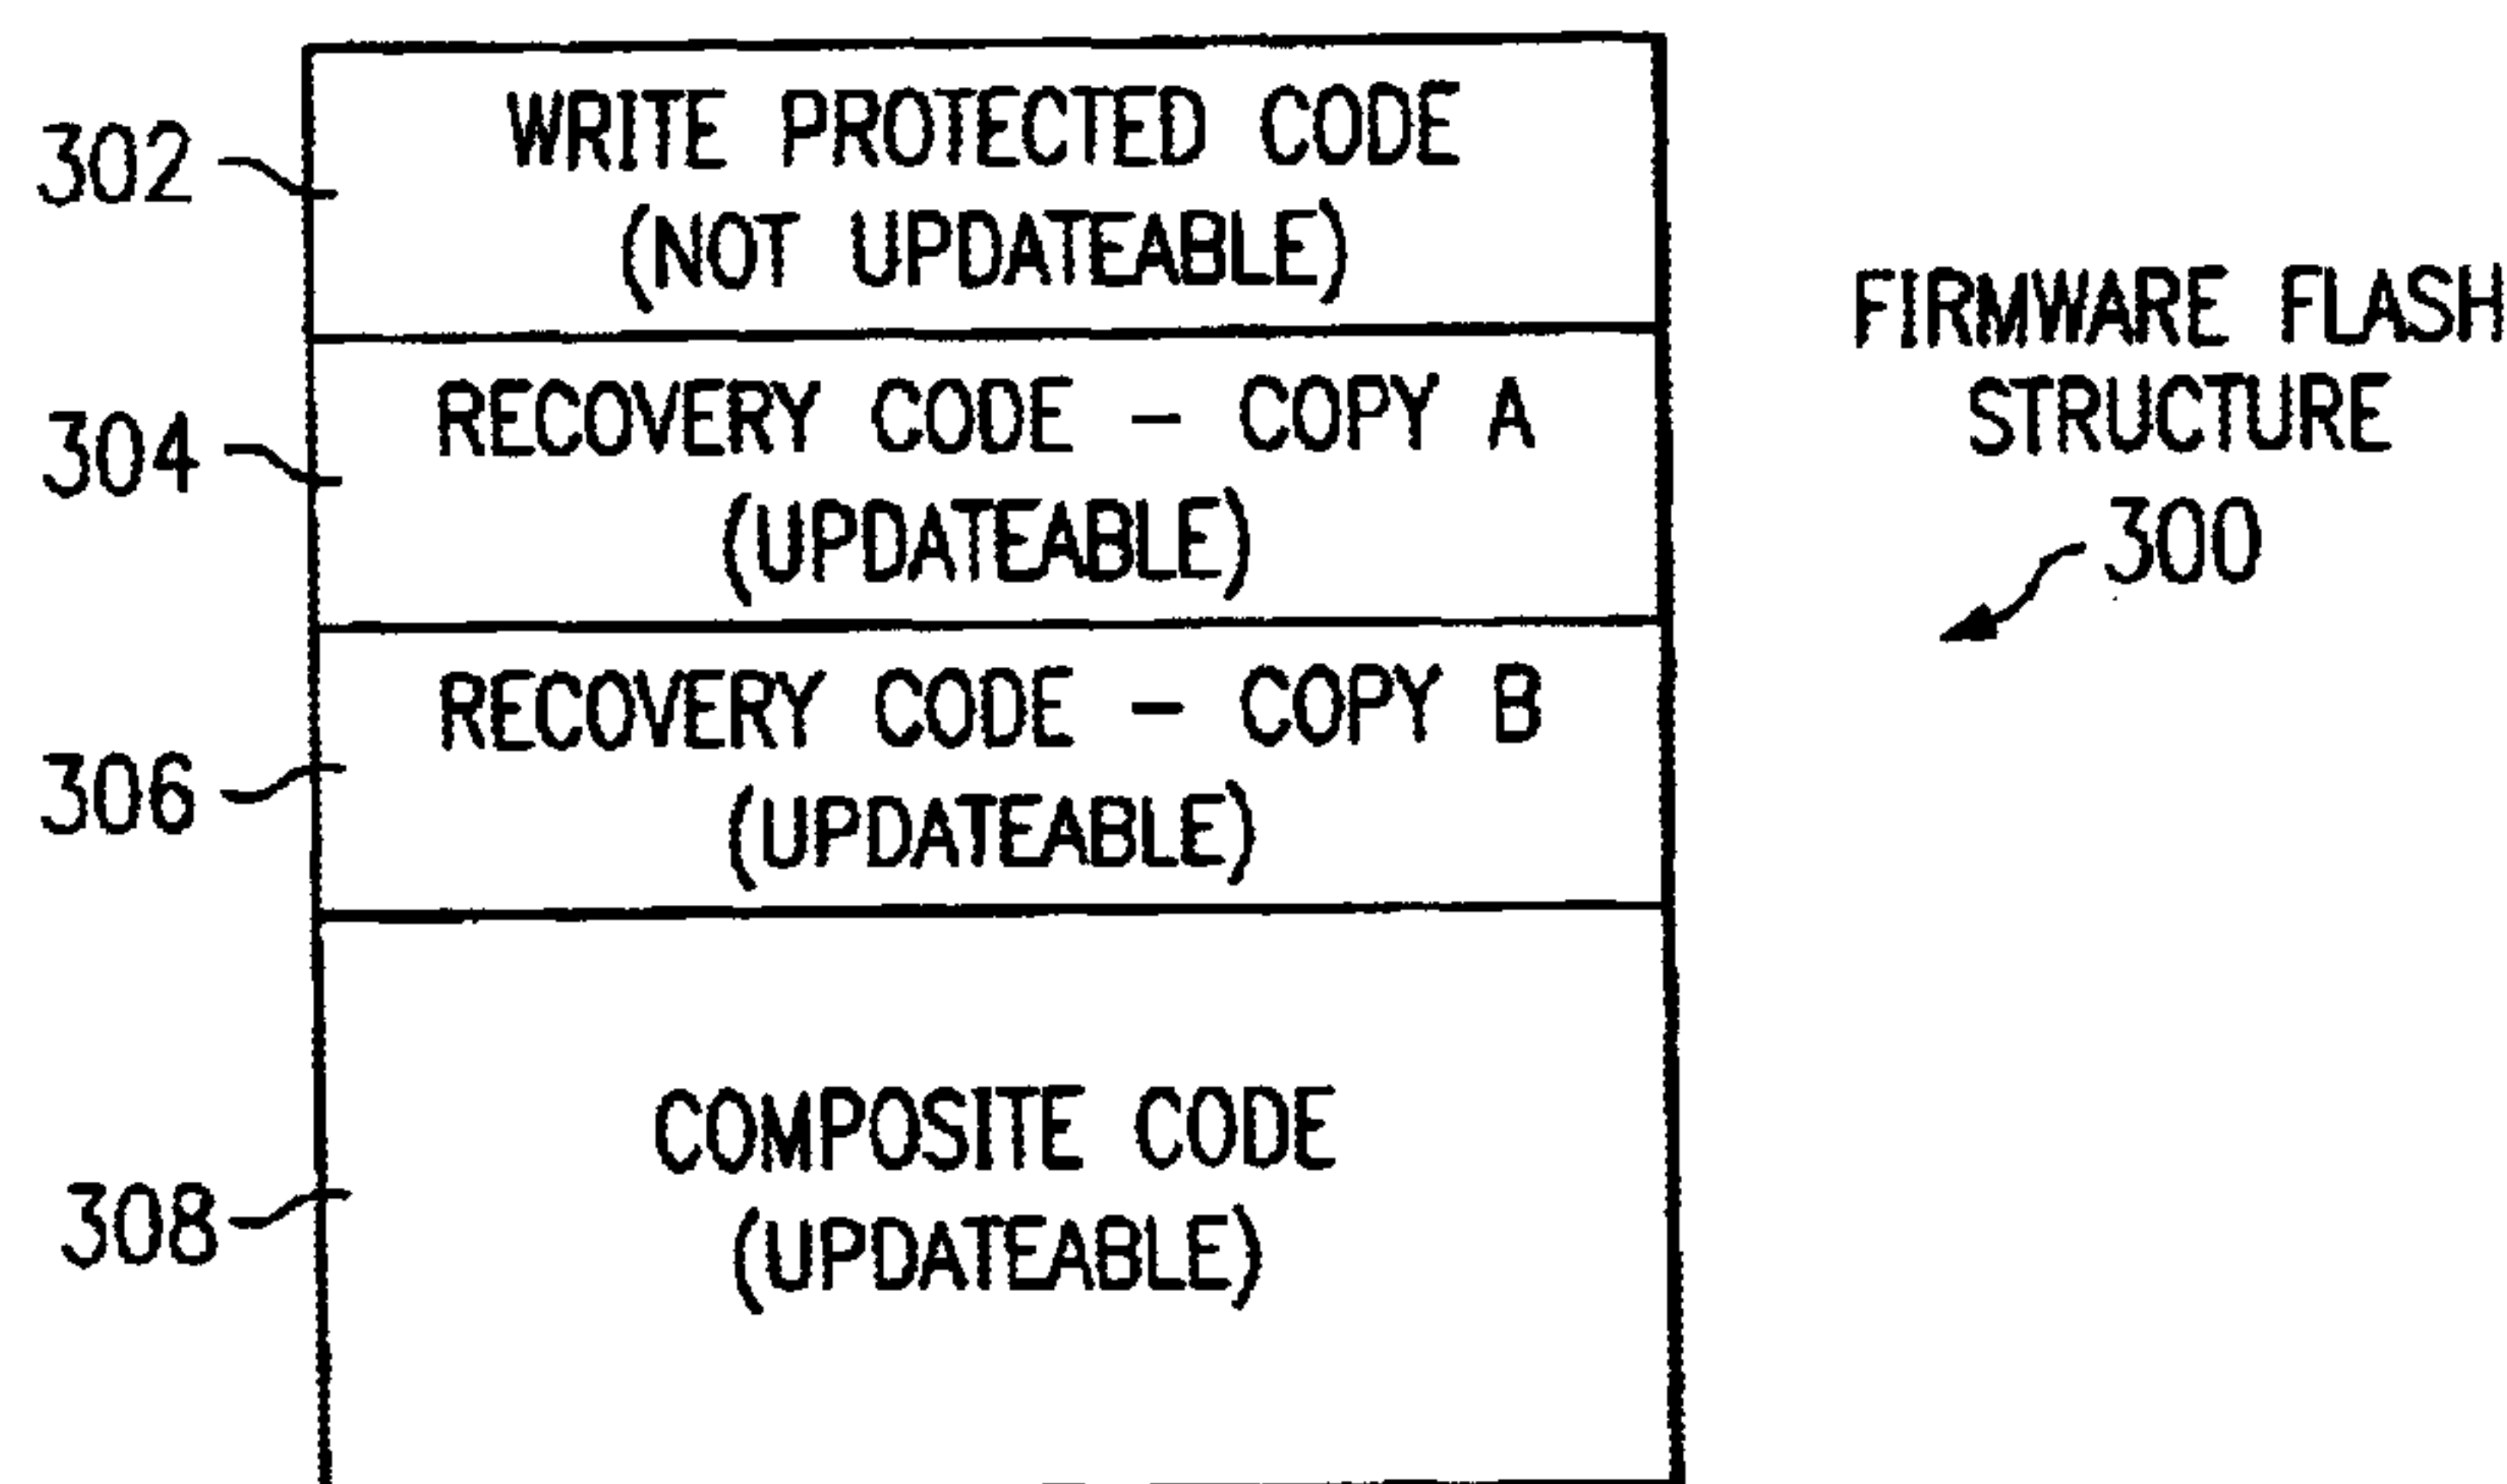 302
WRITE PROTECTED CODE
(NOT UPDATEABLE)
304
RECOVERY CODE - COPY A
(UPDATEABLE)
306
RECOVERY CODE - COPY B
(UPDATEABLE)
308
COMPOSITE CODE
(UPDATEABLE)
FIRMWARE FLASH
STRUCTURE
300